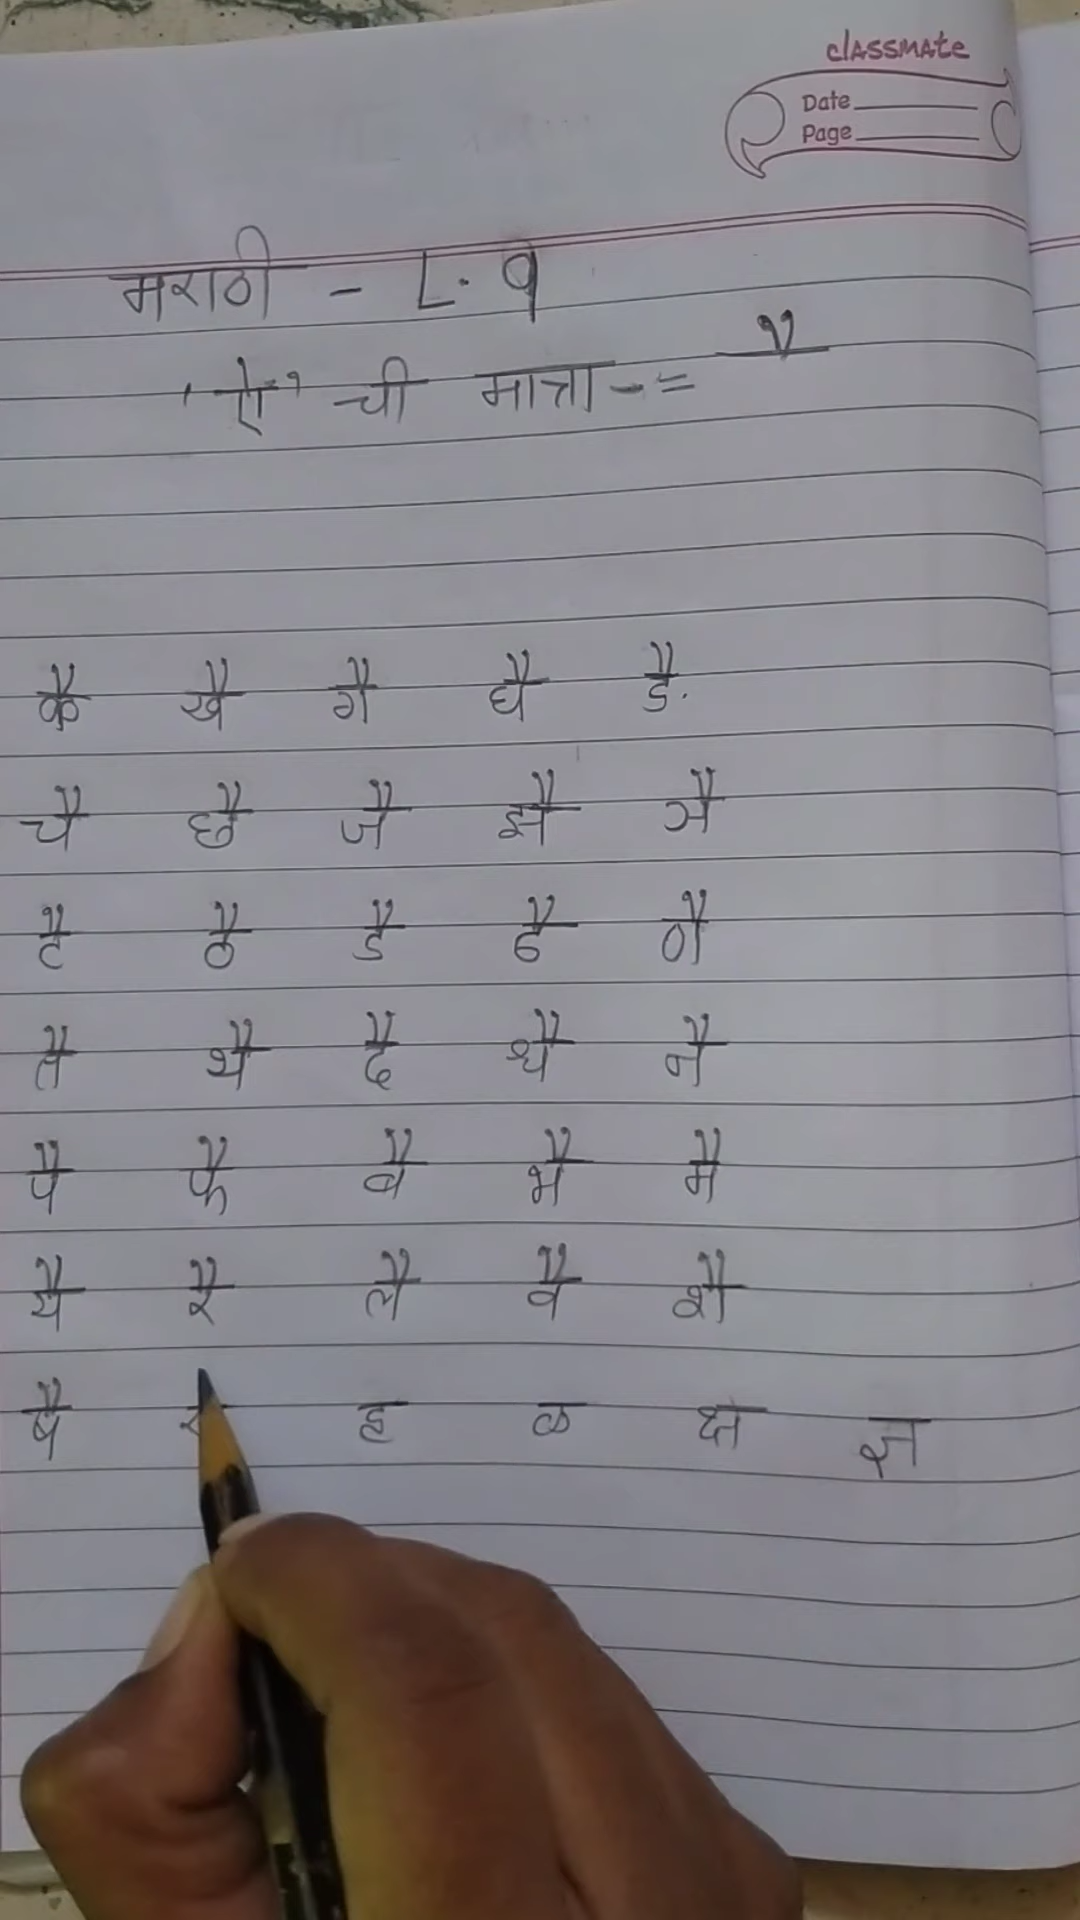 classmate
Date
Page
मराठी - L. 9
'ऐ' ची मात्रा -= ै
कै खै गै घै ङै
चै छै जै झै ञै
टै ठै डै ढै णै
तै थै दै धै नै
पै फै बै भै मै
यै रै लै वै शै
षै ह ळ क्ष ज्ञ